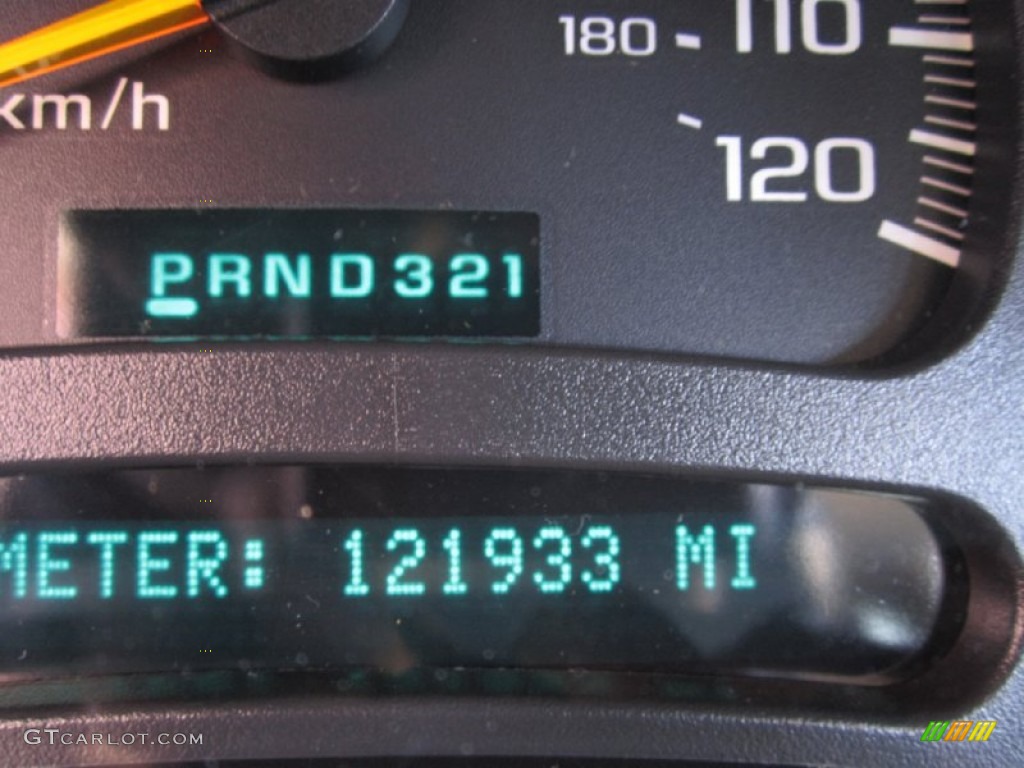 180 110
km/h
120
PRND321
METER: 121933 MI
GTCARLOT.COM